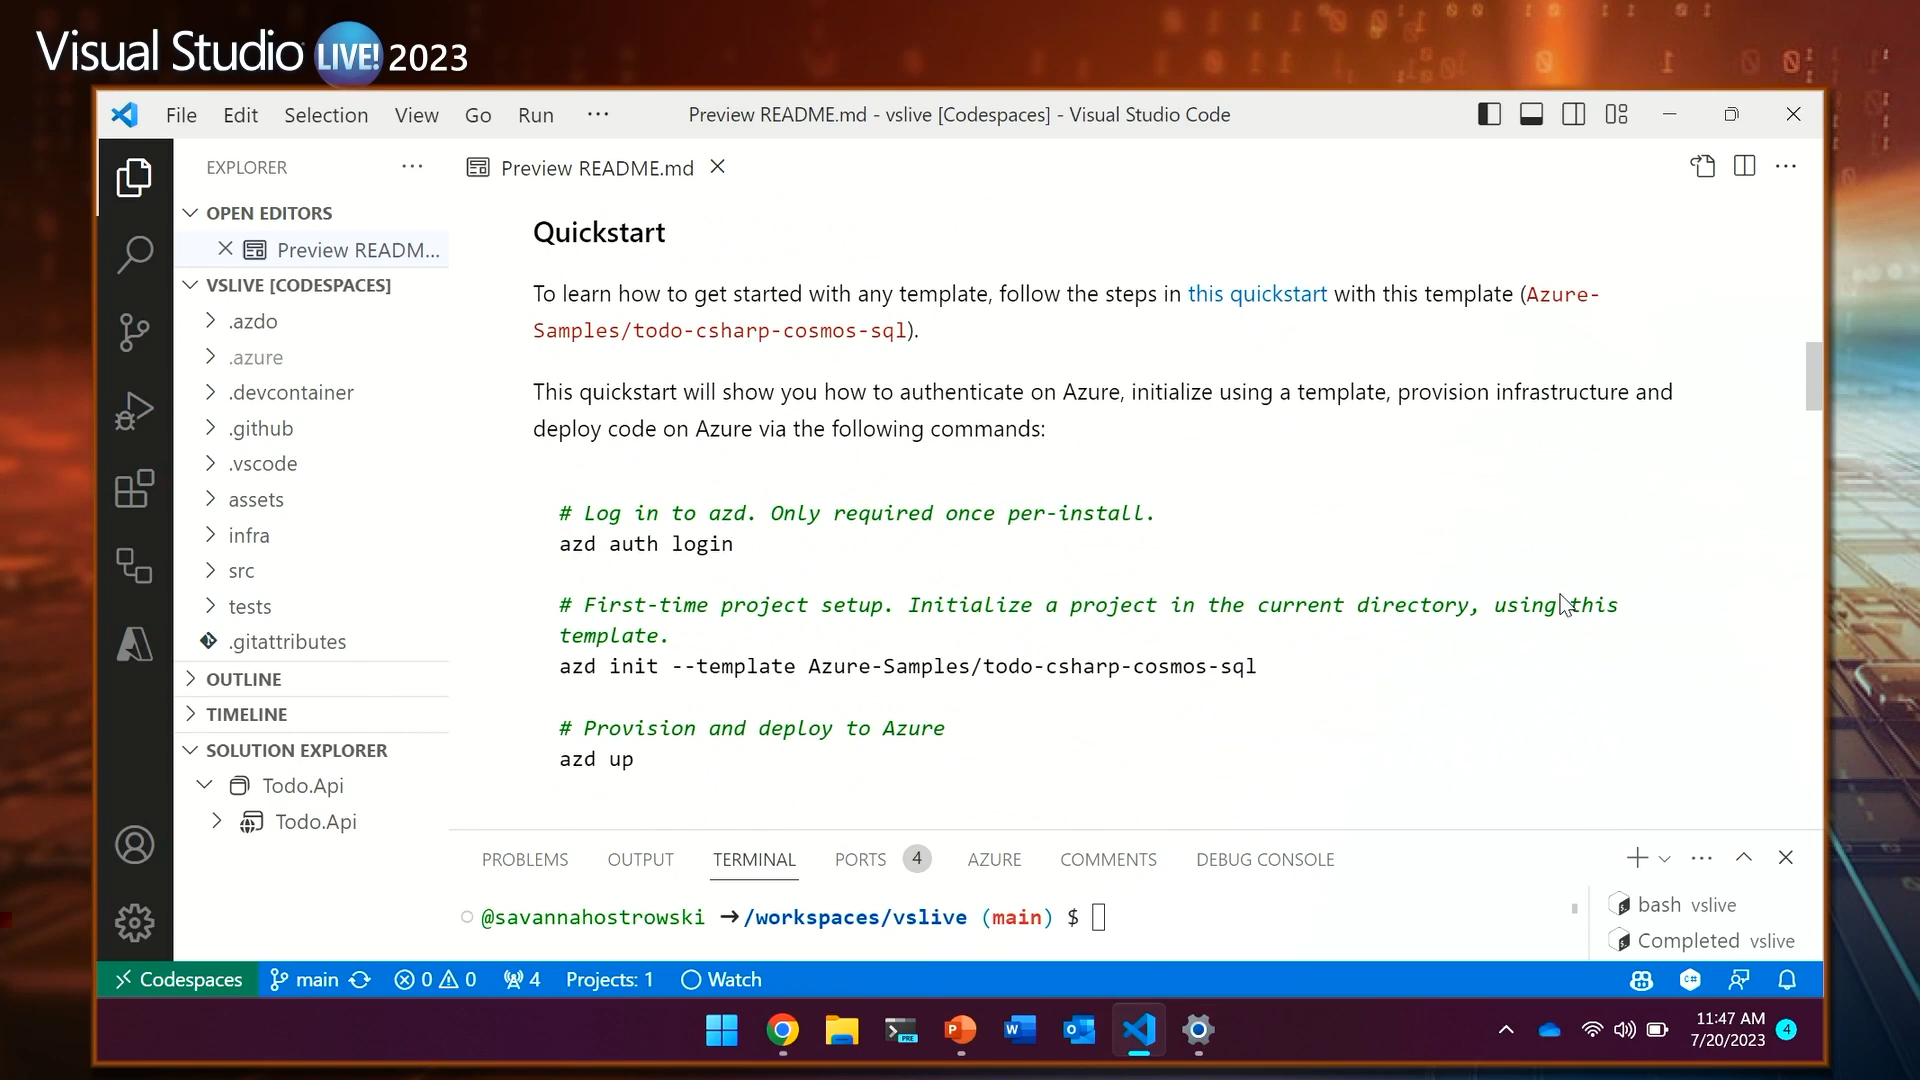 Visual Studio LIVE! 2023
File Edit Selection View Go Run ··· Preview README.md - vslive [Codespaces] - Visual Studio Code
EXPLORER ···
Preview README.md
OPEN EDITORS
Preview READM...
VSLIVE [CODESPACES]
.azdo
.azure
.devcontainer
.github
.vscode
assets
infra
src
tests
.gitattributes
OUTLINE
TIMELINE
SOLUTION EXPLORER
Todo.Api
Todo.Api
Quickstart
To learn how to get started with any template, follow the steps in this quickstart with this template (Azure-
Samples/todo-csharp-cosmos-sql).
This quickstart will show you how to authenticate on Azure, initialize using a template, provision infrastructure and
deploy code on Azure via the following commands:
# Log in to azd. Only required once per-install.
azd auth login
# First-time project setup. Initialize a project in the current directory, using this
template.
azd init --template Azure-Samples/todo-csharp-cosmos-sql
# Provision and deploy to Azure
azd up
PROBLEMS OUTPUT TERMINAL PORTS 4 AZURE COMMENTS DEBUG CONSOLE
@savannahostrowski ➜ /workspaces/vslive (main) $
bash vslive
Completed vslive
Codespaces main 0 0 4 Projects: 1 Watch
PRE
11:47 AM
7/20/2023
4